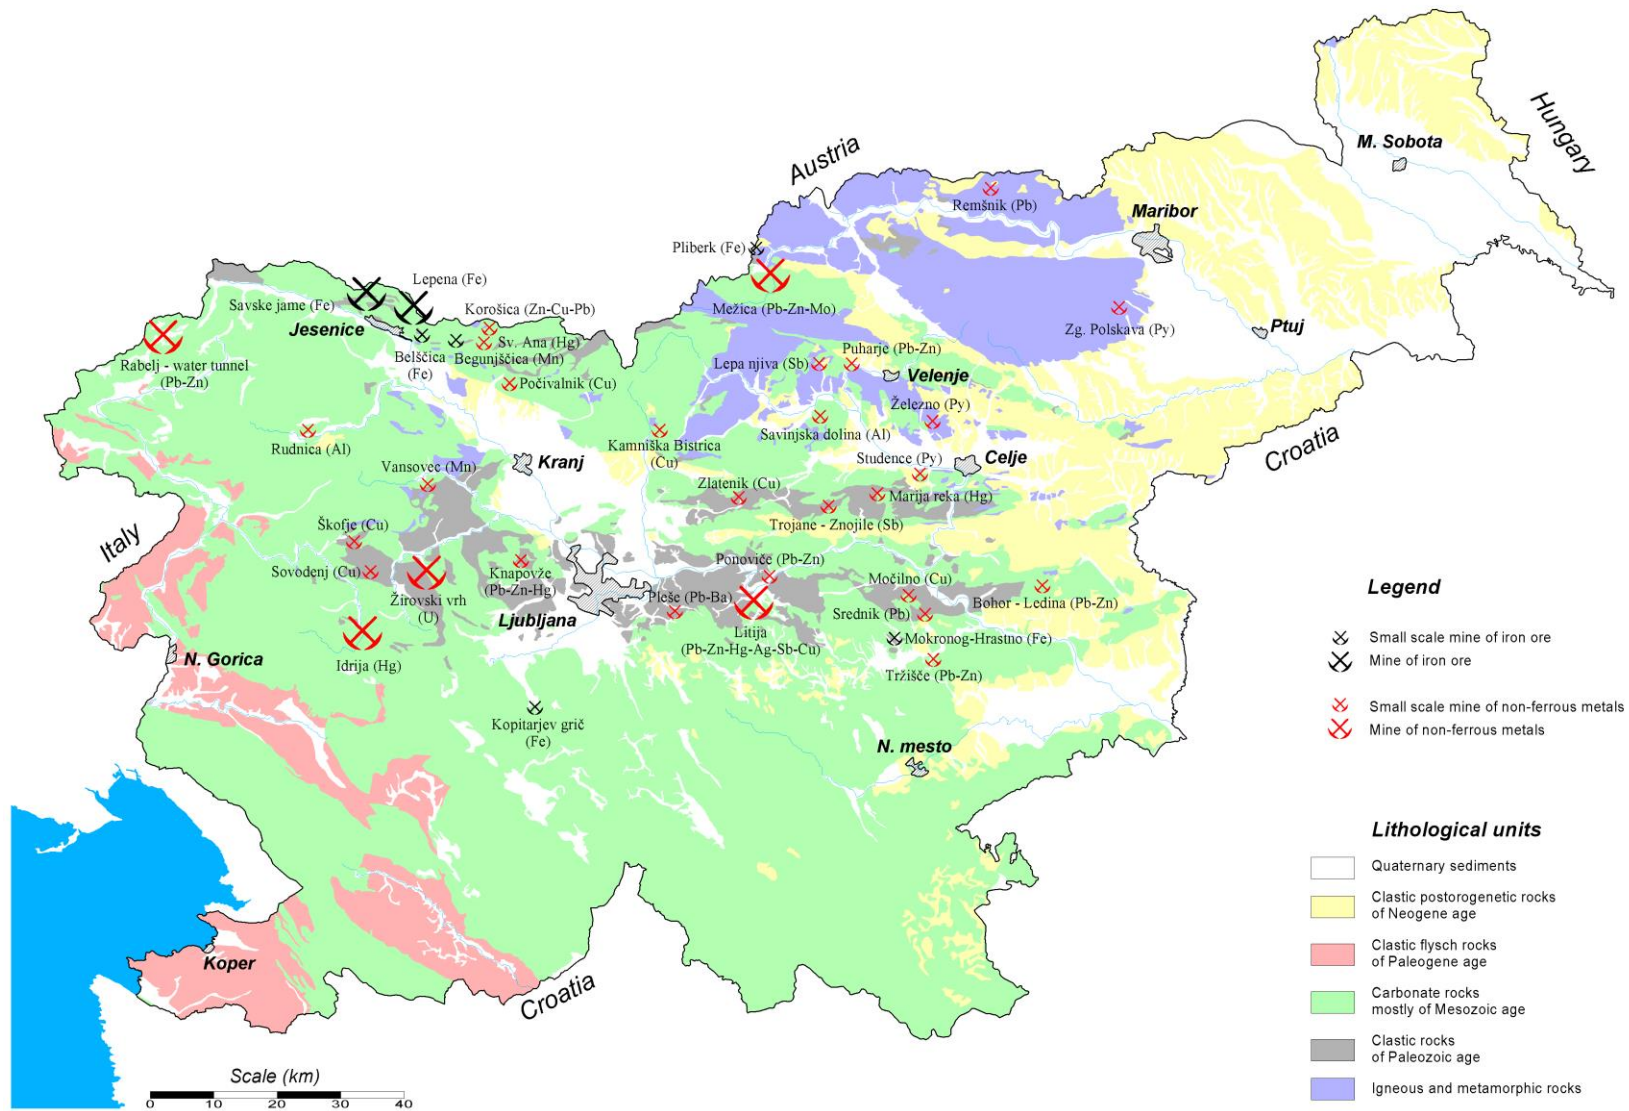 Hungary
M. Sobota
Austria
Remšnik (Pb)
Maribor
Pliberk (Fe)
Lepena (Fe)
Savske jame (Fe)
Korošica (Zn-Cu-Pb)
Mežica (Pb-Zn-Mo)
Jesenice
Zg. Polskava (Py)
Ptuj
Sv. Ana (Hg)
Belščica
(Fe)
Begunjščica (Mn)
Rabelj - water tunnel
(Pb-Zn)
Puharje (Pb-Zn)
Lepa njiva (Sb)
Velenje
Počivalnik (Cu)
Železno (Py)
Rudnica (Al)
Kamniška Bistrica
(Cu)
Savinjska dolina (Al)
Croatia
Vansovec (Mn)
Kranj
Studence (Py)
Celje
Zlatenik (Cu)
Marija reka (Hg)
Italy
Škofje (Cu)
Trojane - Znojile (Sb)
Sovodenj (Cu)
Knapovže
(Pb-Zn-Hg)
Ponoviče (Pb-Zn)
Močilno (Cu)
Žirovski vrh
(U)
Pleše (Pb-Ba)
Bohor - Ledina (Pb-Zn)
Ljubljana
Srednik (Pb)
Litija
(Pb-Zn-Hg-Ag-Sb-Cu)
Mokronog-Hrastno (Fe)
N. Gorica
Idrija (Hg)
Tržišče (Pb-Zn)
Kopitarjev grič
(Fe)
N. mesto
Koper
Croatia
Scale (km)
0 10 20 30 40
Legend
Small scale mine of iron ore
Mine of iron ore
Small scale mine of non-ferrous metals
Mine of non-ferrous metals
Lithological units
Quaternary sediments
Clastic postorogenetic rocks
of Neogene age
Clastic flysch rocks
of Paleogene age
Carbonate rocks
mostly of Mesozoic age
Clastic rocks
of Paleozoic age
Igneous and metamorphic rocks